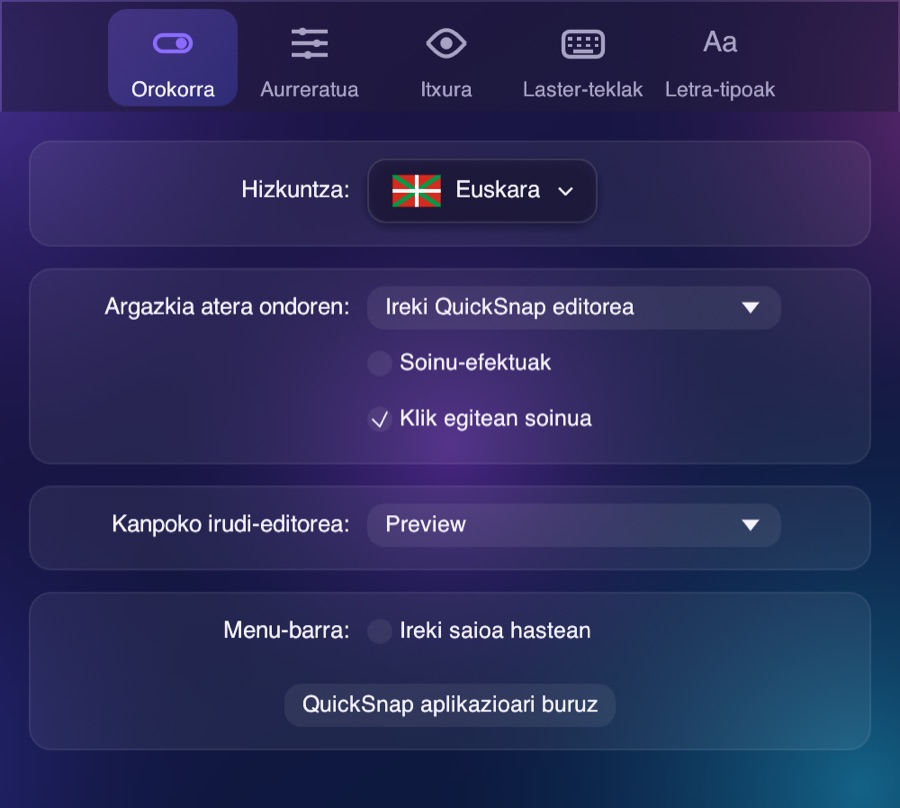 Aa
Orokorra Aurreratua Itxura Laster-teklak Letra-tipoak
Hizkuntza: Euskara
Argazkia atera ondoren: Ireki QuickSnap editorea
Soinu-efektuak
Klik egitean soinua
Kanpoko irudi-editorea: Preview
Menu-barra: Ireki saioa hastean
QuickSnap aplikazioari buruz